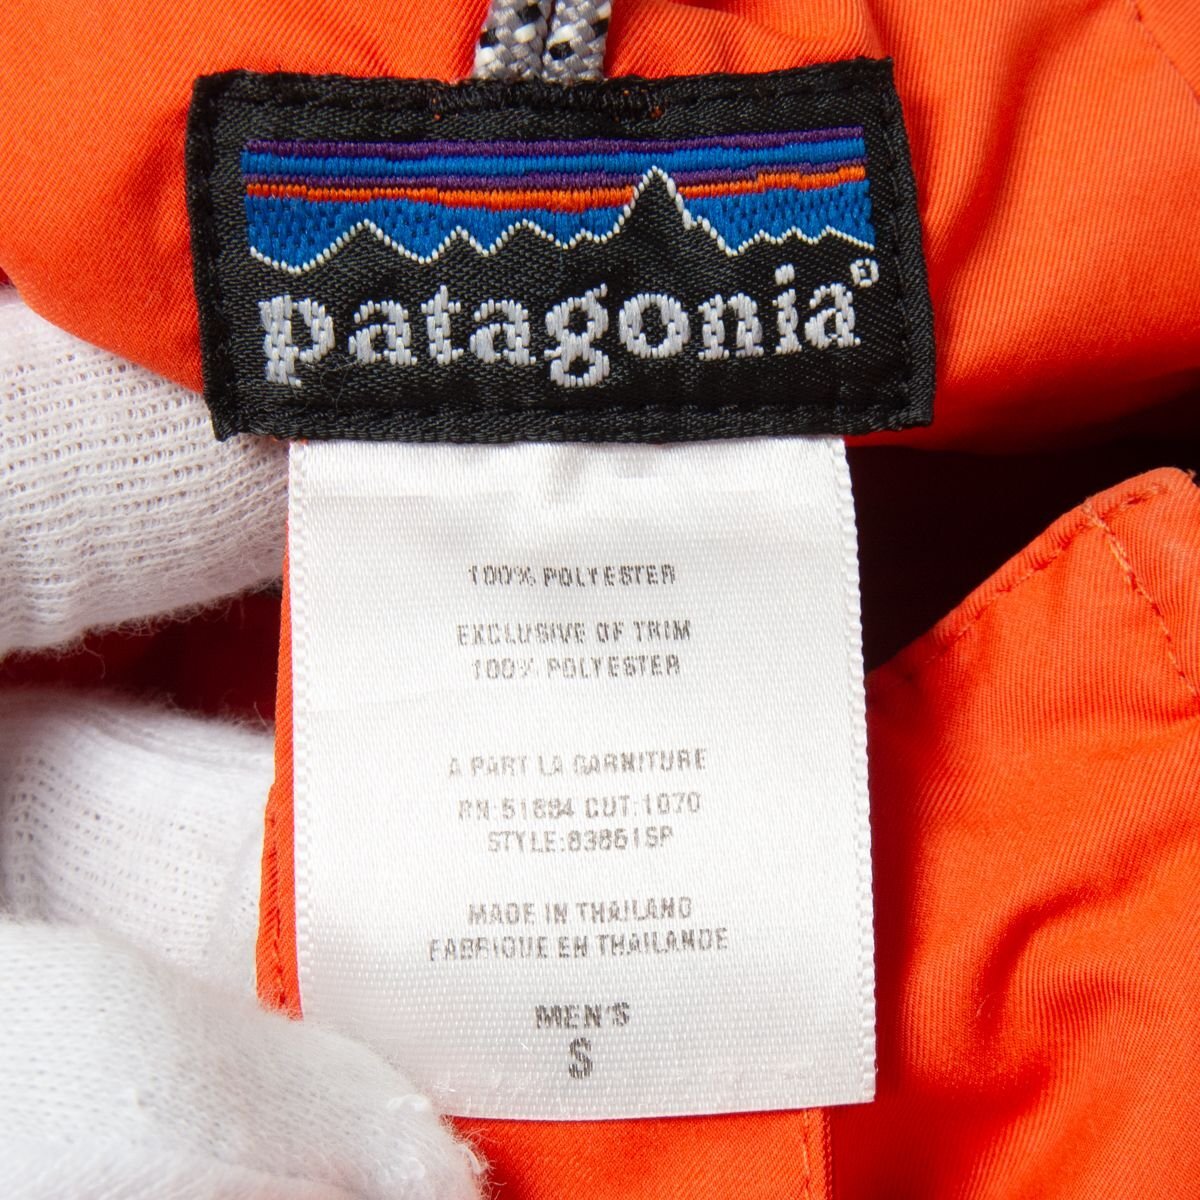 patagonia®
100% POLYESTER
EXCLUSIVE OF TRIM
100% POLYESTER
A PART LA GARNITURE
RN:51884 CUT:1070
STYLE:83861SP
MADE IN THAILAND
FABRIQUE EN THAILANDE
MEN'S
S